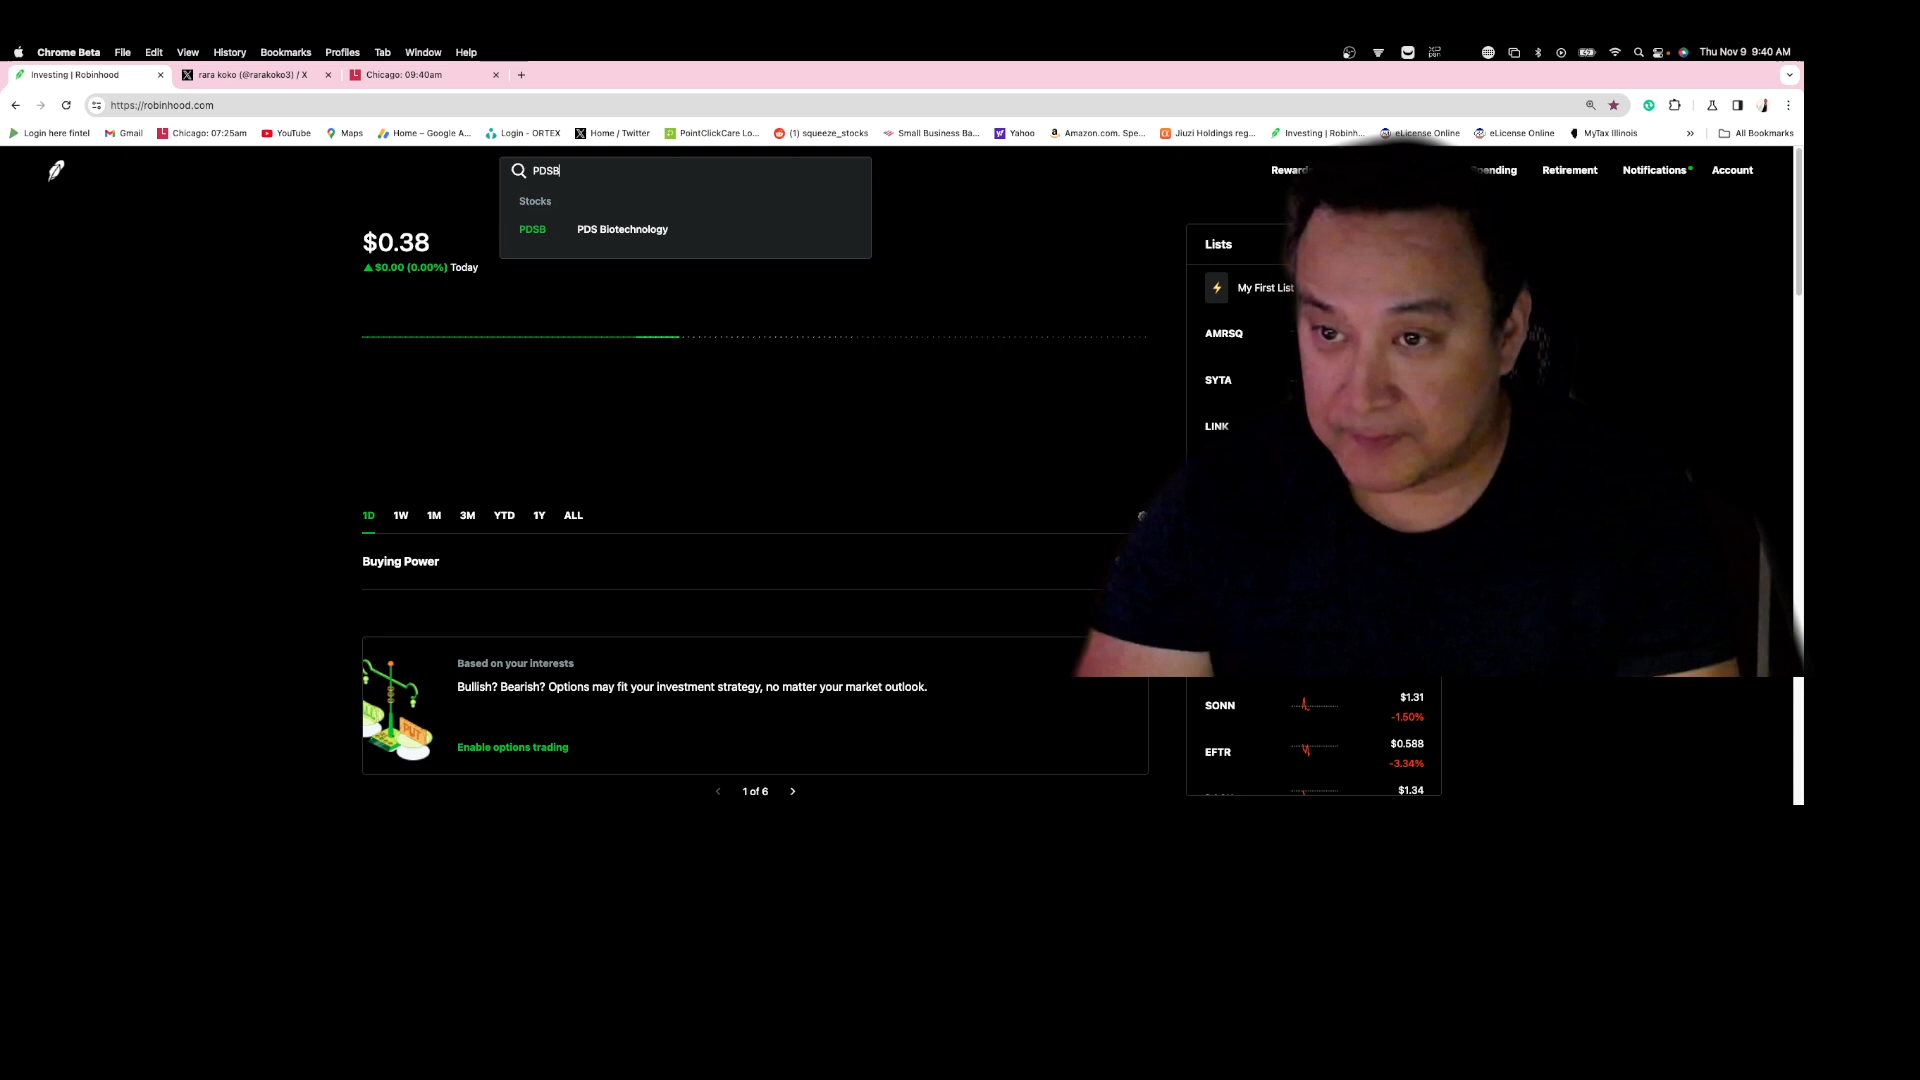 Chrome Beta File Edit View History Bookmarks Profiles Tab Window Help Thu Nov 9 9:40 AM
Investing | Robinhood rara koko (@rarakoko3) / X Chicago: 09:40am
https://robinhood.com
Login here fintel Gmail Chicago: 07:25am YouTube Maps Home – Google A... Login - ORTEX Home / Twitter PointClickCare Lo... (1) squeeze_stocks Small Business Ba... Yahoo Amazon.com. Spe... Jiuzi Holdings reg... Investing | Robinh... eLicense Online eLicense Online MyTax Illinois » All Bookmarks
PDSB
Retirement Notifications Account
Stocks
PDSB PDS Biotechnology
$0.38
$0.00 (0.00%) Today
Lists
My First List
AMRSQ
SYTA
LINK
1D 1W 1M 3M YTD 1Y ALL
Buying Power
Based on your interests
Bullish? Bearish? Options may fit your investment strategy, no matter your market outlook.
PUT
Enable options trading
1 of 6
SONN $1.31
-1.50%
EFTR $0.588
-3.34%
$1.34